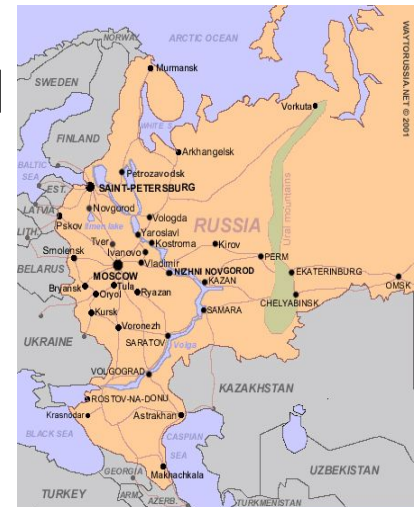 ARCTIC OCEAN
NORWAY
Murmansk
SWEDEN
Vorkuta
WAYTORUSSIA.NET © 2001
FINLAND
WHITE S.
Arkhangelsk
Petrozavodsk
BALTIC
SEA
SAINT-PETERSBURG
EST.
Novgorod
LATVIA
Pskov
Ilmen lake
Vologda
RUSSIA
Ural mountains
LITH.
Yaroslavl
Tver
Kostroma
Kirov
Smolensk
Ivanovo
Vladimir
PERM
BELARUS
MOSCOW
NIZHNI NOVGOROD
EKATERINBURG
KAZAN
OMSK
Bryansk
Tula
Oryol
Ryazan
CHELYABINSK
Kursk
SAMARA
Voronezh
UKRAINE
SARATOV
Volga
VOLGOGRAD
KAZAKHSTAN
ROSTOV-NA-DONU
Krasnodar
Astrakhan
BLACK SEA
CASPIAN
SEA
GEORGIA
Makhachkala
UZBEKISTAN
TURKEY
ARM.
AZERB.
TURKMENISTAN